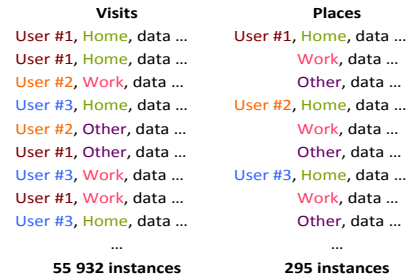 Visits
User #1, Home, data ...
User #1, Home, data ...
User #2, Work, data ...
User #3, Home, data ...
User #2, Other, data ...
User #1, Other, data ...
User #3, Work, data ...
User #1, Work, data ...
User #3, Home, data ...
...
55 932 instances
Places
User #1, Home, data ...
Work, data ...
Other, data ...
User #2, Home, data ...
Work, data ...
Other, data ...
User #3, Home, data ...
Work, data ...
Other, data ...
...
295 instances